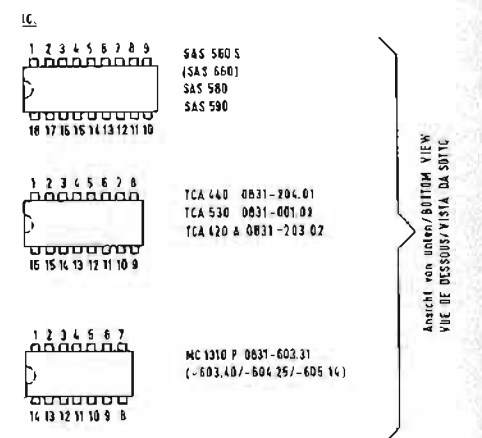 IC.
1 2 3 4 5 6 7 8 9
18 17 16 15 14 13 12 11 10
SAS 560 S
(SAS 660)
SAS 580
SAS 590
1 2 3 4 5 6 7 8
16 15 14 13 12 11 10 9
TCA 440 0831-204.01
TCA 530 0831-001.02
TCA 420 A 0831-203.02
1 2 3 4 5 6 7
14 13 12 11 10 9 8
MC 1310 P 0831-603.31
(-603.40/-604.25/-605.14)
Ansicht von unten/BOTTOM VIEW
VUE DE DESSOUS/VISTA DA SOTTO